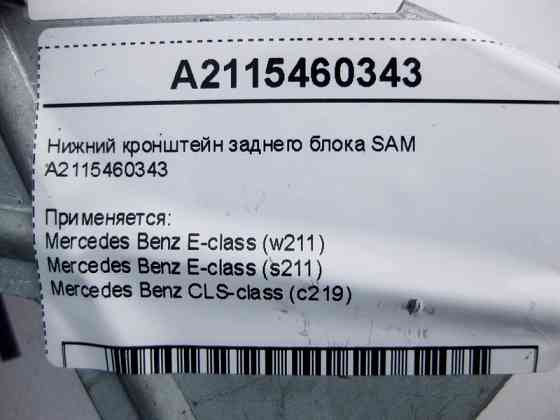 A2115460343
Нижний кронштейн заднего блока SAM
A2115460343
Применяется:
Mercedes Benz E-class (w211)
Mercedes Benz E-class (s211)
Mercedes Benz CLS-class (c219)